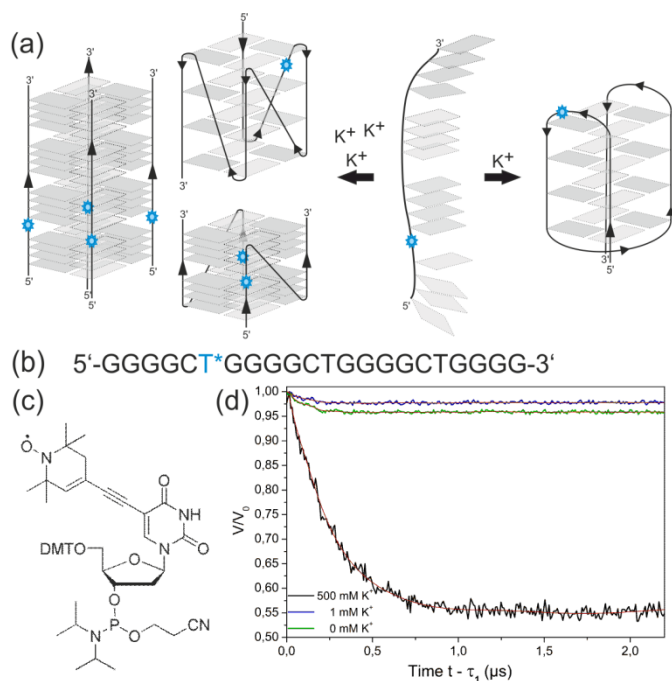 (a)
5'
3'
3'
3'
3'
3'
3'
5'
5'
5'
5'
3'
3'
3'
5'
K⁺ K⁺
K⁺
3'
5'
K⁺
3'
5'
(b) 5‘-GGGGCT*GGGGCTGGGGCTGGGG-3‘
(c)
O
N
O
NH
N
O
DMTO
O
O
P
N
O
CN
(d)
V/V₀
1,00
0,95
0,90
0,85
0,80
0,75
0,70
0,65
0,60
0,55
0,50
500 mM K⁺
1 mM K⁺
0 mM K⁺
0,0 0,5 1,0 1,5 2,0
Time t - τ₁ (µs)